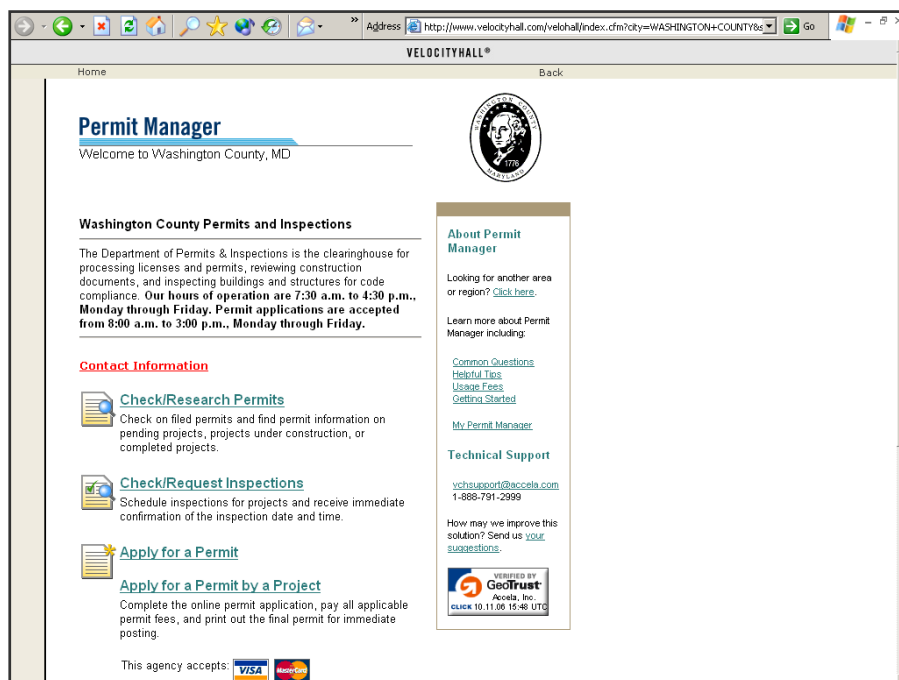 » Address http://www.velocityhall.com/velohall/index.cfm?city=WASHINGTON+COUNTY&s Go
VELOCITYHALL®
Home Back
Permit Manager
Welcome to Washington County, MD
WASHINGTON COUNTY
1776
MARYLAND
Washington County Permits and Inspections
The Department of Permits & Inspections is the clearinghouse for
processing licenses and permits, reviewing construction
documents, and inspecting buildings and structures for code
compliance. Our hours of operation are 7:30 a.m. to 4:30 p.m.,
Monday through Friday. Permit applications are accepted
from 8:00 a.m. to 3:00 p.m., Monday through Friday.
Contact Information
Check/Research Permits
Check on filed permits and find permit information on
pending projects, projects under construction, or
completed projects.
Check/Request Inspections
Schedule inspections for projects and receive immediate
confirmation of the inspection date and time.
Apply for a Permit
Apply for a Permit by a Project
Complete the online permit application, pay all applicable
permit fees, and print out the final permit for immediate
posting.
This agency accepts: VISA MasterCard
About Permit
Manager
Looking for another area
or region? Click here.
Learn more about Permit
Manager including:
Common Questions
Helpful Tips
Usage Fees
Getting Started
My Permit Manager
Technical Support
vchsupport@accela.com
1-888-791-2999
How may we improve this
solution? Send us your
suggestions.
VERIFIED BY
GeoTrust
Accela, Inc.
CLICK 10.11.06 15:48 UTC